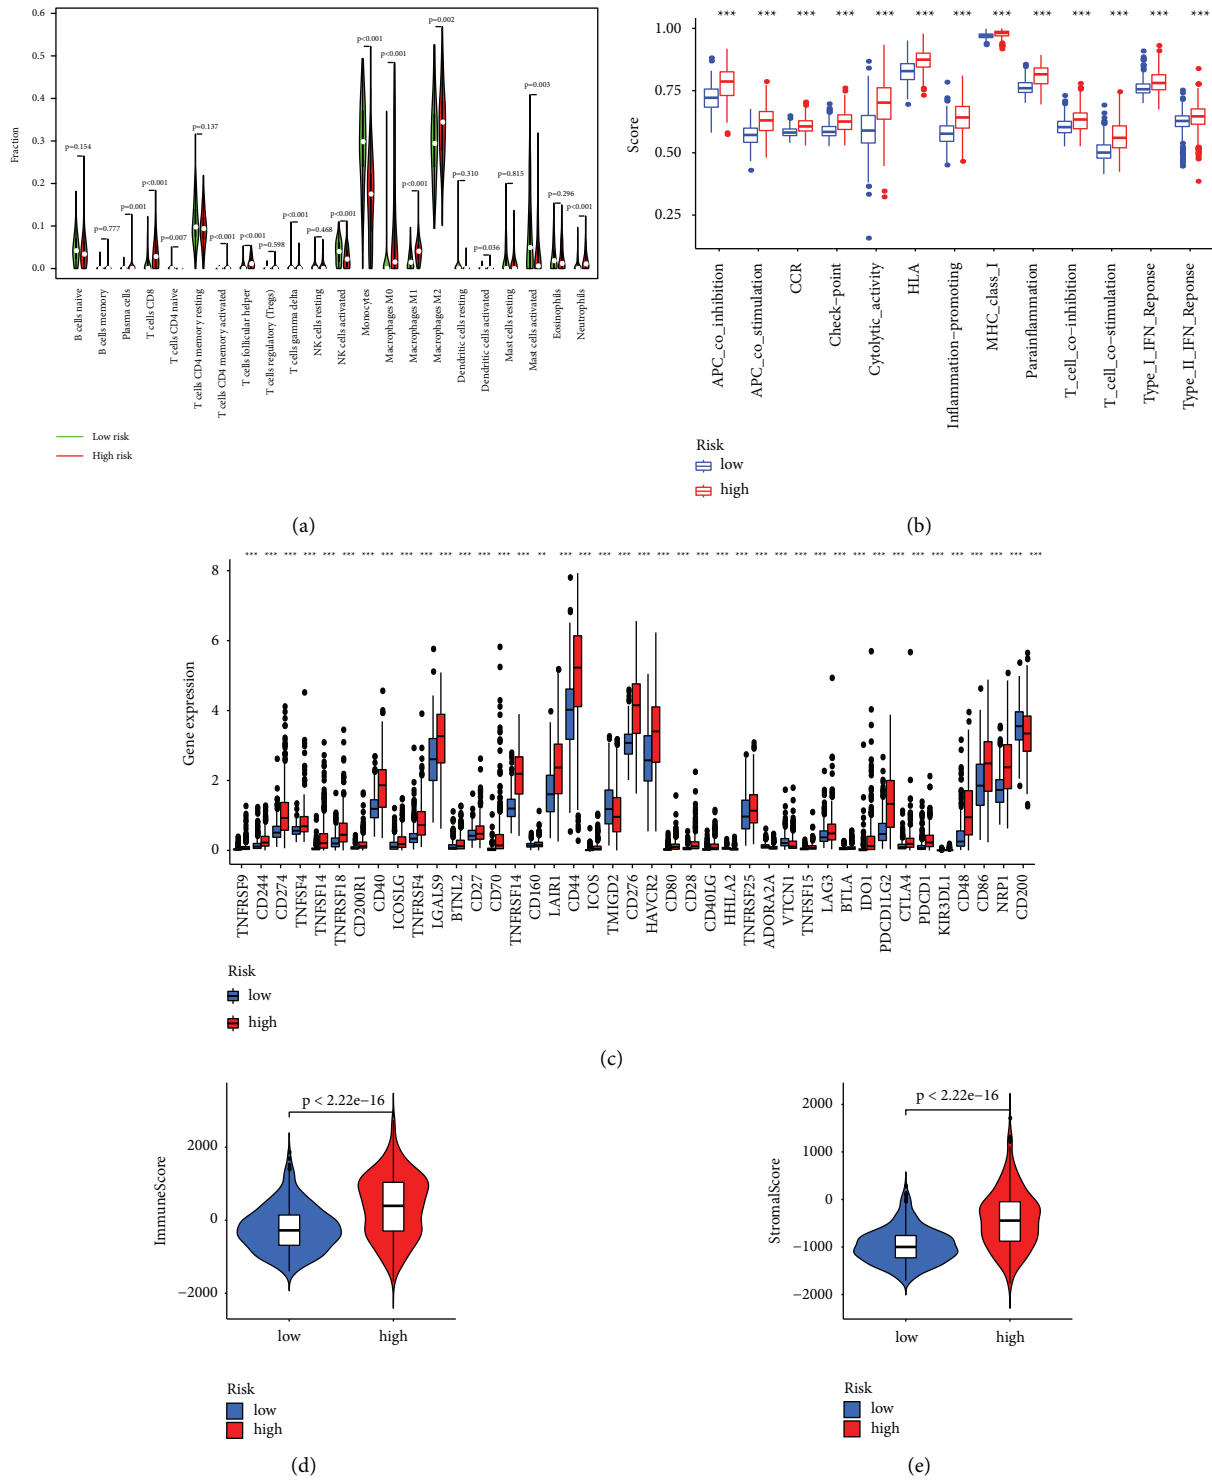 0.6
0.5
0.4
0.3
0.2
0.1
0.0
Fraction
p=0.154
p=0.777
p=0.001
p<0.001
p=0.007
p=0.137
p<0.001
p<0.001
p=0.598
p<0.001
p=0.468
p<0.001
p<0.001
p<0.001
p<0.001
p=0.002
p=0.310
p=0.036
p=0.815
p=0.003
p=0.296
p<0.001
B cells naive
B cells memory
Plasma cells
T cells CD8
T cells CD4 naive
T cells CD4 memory resting
T cells CD4 memory activated
T cells follicular helper
T cells regulatory (Tregs)
T cells gamma delta
NK cells resting
NK cells activated
Monocytes
Macrophages M0
Macrophages M1
Macrophages M2
Dendritic cells resting
Dendritic cells activated
Mast cells resting
Mast cells activated
Eosinophils
Neutrophils
Low risk
High risk
(a)
*** *** *** *** *** *** *** *** *** *** *** *** ***
1.00
0.75
0.50
0.25
Score
APC_co_inhibition
APC_co_stimulation
CCR
Check−point
Cytolytic_activity
HLA
Inflammation−promoting
MHC_class_I
Parainflammation
T_cell_co−inhibition
T_cell_co−stimulation
Type_I_IFN_Reponse
Type_II_IFN_Reponse
Risk
low
high
(b)
*** *** *** *** *** *** *** *** *** *** *** *** *** *** *** ** *** *** *** *** *** *** *** *** *** *** *** *** *** *** *** *** *** *** *** *** *** *** *** *** ***
8
6
4
2
0
Gene expression
TNFRSF9
CD244
CD274
TNFSF4
TNFSF14
TNFRSF18
CD200R1
CD40
ICOSLG
TNFRSF4
LGALS9
BTNL2
CD27
CD70
TNFRSF14
CD160
LAIR1
CD44
ICOS
TMIGD2
CD276
HAVCR2
CD80
CD28
CD40LG
HHLA2
TNFRSF25
ADORA2A
VTCN1
TNFSF15
LAG3
BTLA
IDO1
PDCD1LG2
CTLA4
PDCD1
KIR3DL1
CD48
CD86
NRP1
CD200
Risk
low
high
(c)
p < 2.22e−16
2000
0
−2000
ImmuneScore
low
high
Risk
low
high
(d)
p < 2.22e−16
2000
1000
0
−1000
−2000
StromalScore
low
high
Risk
low
high
(e)